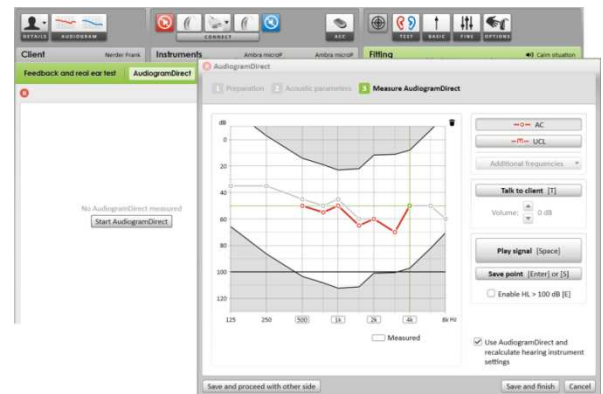 DETAILS AUDIOGRAM CONNECT ACC TEST BASIC FINE OPTIONS
Client Nerder Frank Instruments Ambra microP Ambra microP Fitting Calm situation
Feedback and real ear test AudiogramDirect
AudiogramDirect
1 Preparation 2 Acoustic parameters 3 Measure AudiogramDirect
dB
0
20
40
60
80
100
120
125 250 500 1k 2k 4k 8k Hz
Measured
No AudiogramDirect measured
Start AudiogramDirect
AC
UCL
Additional frequencies
Talk to client [T]
Volume: 0 dB
Play signal [Space]
Save point [Enter] or [S]
Enable HL > 100 dB [E]
Use AudiogramDirect and
recalculate hearing instrument
settings
Save and proceed with other side Save and finish Cancel